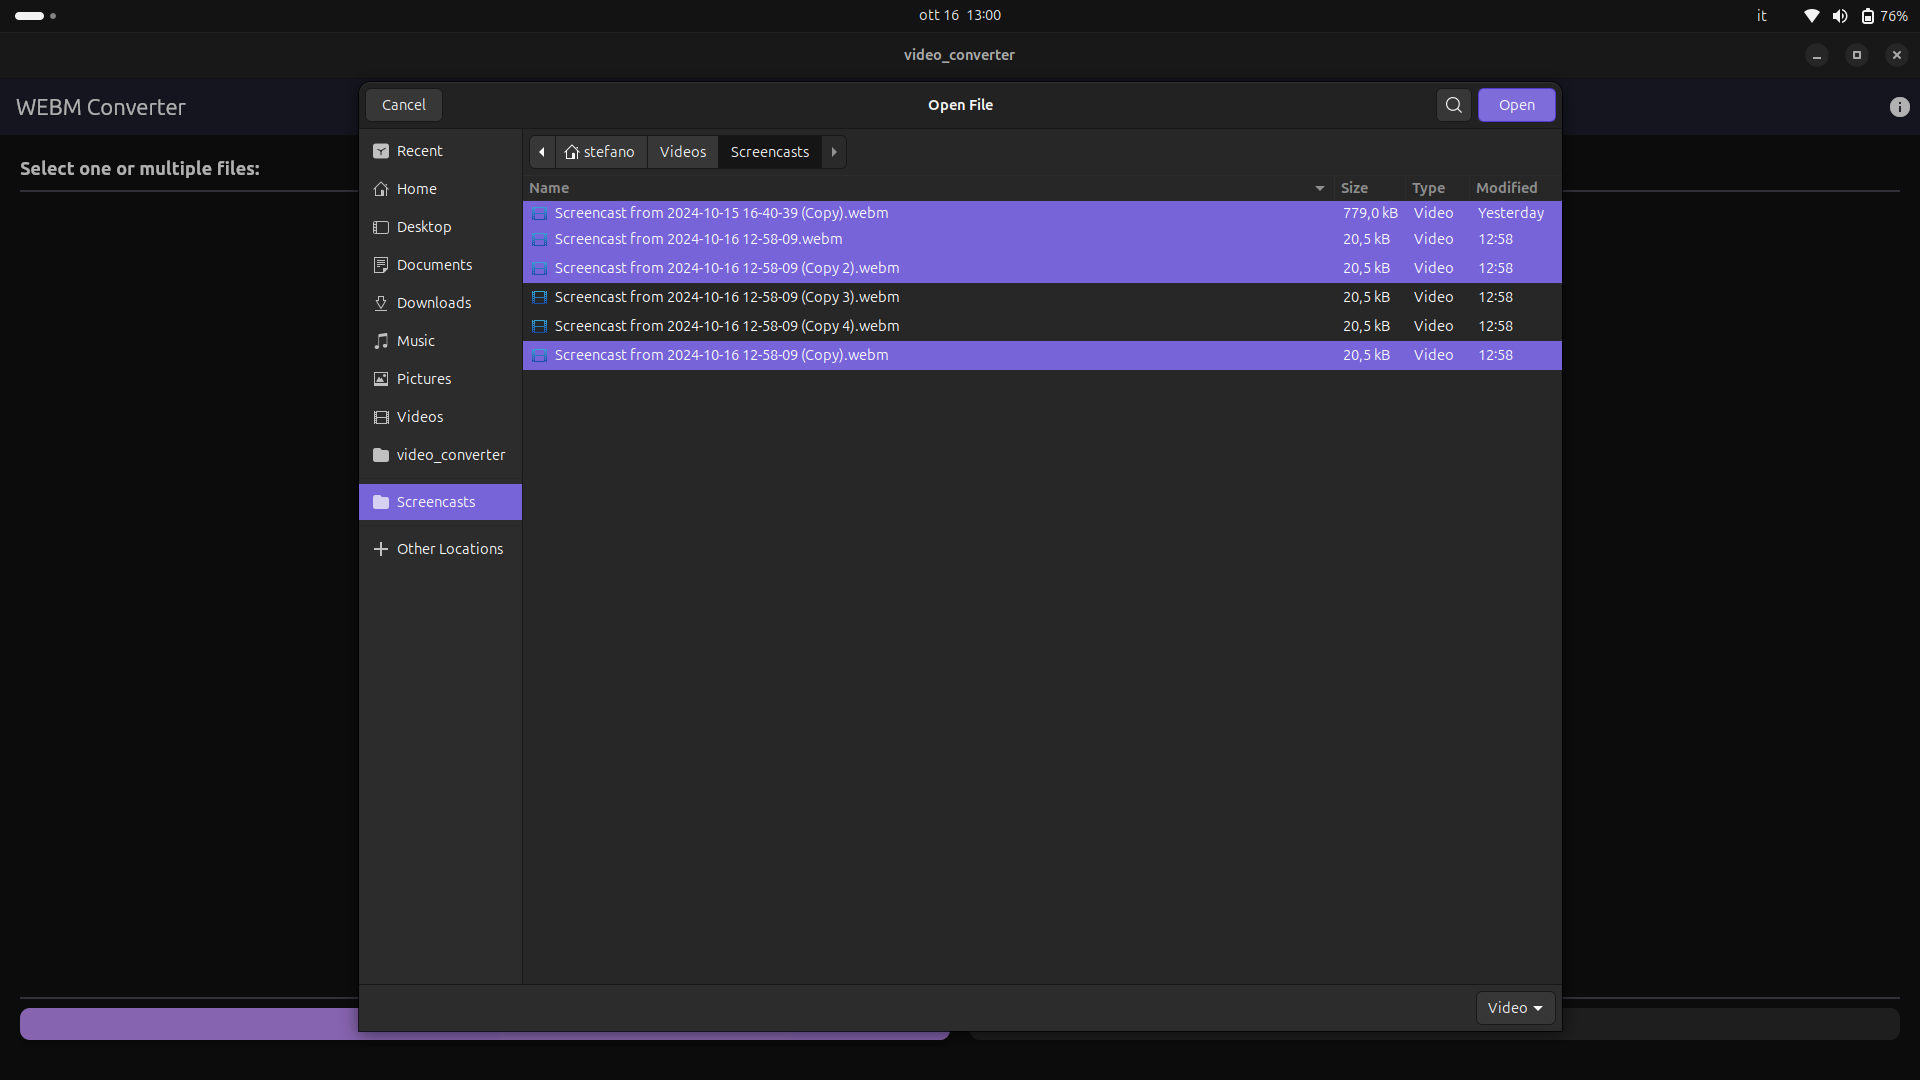 ott 16 13:00
it
76%
video_converter
WEBM Converter
Select one or multiple files:
Cancel
Open File
Open
Recent
Home
Desktop
Documents
Downloads
Music
Pictures
Videos
video_converter
Screencasts
Other Locations
stefano Videos Screencasts
Name Size Type Modified
Screencast from 2024-10-15 16-40-39 (Copy).webm 779,0 kB Video Yesterday
Screencast from 2024-10-16 12-58-09.webm 20,5 kB Video 12:58
Screencast from 2024-10-16 12-58-09 (Copy 2).webm 20,5 kB Video 12:58
Screencast from 2024-10-16 12-58-09 (Copy 3).webm 20,5 kB Video 12:58
Screencast from 2024-10-16 12-58-09 (Copy 4).webm 20,5 kB Video 12:58
Screencast from 2024-10-16 12-58-09 (Copy).webm 20,5 kB Video 12:58
Video